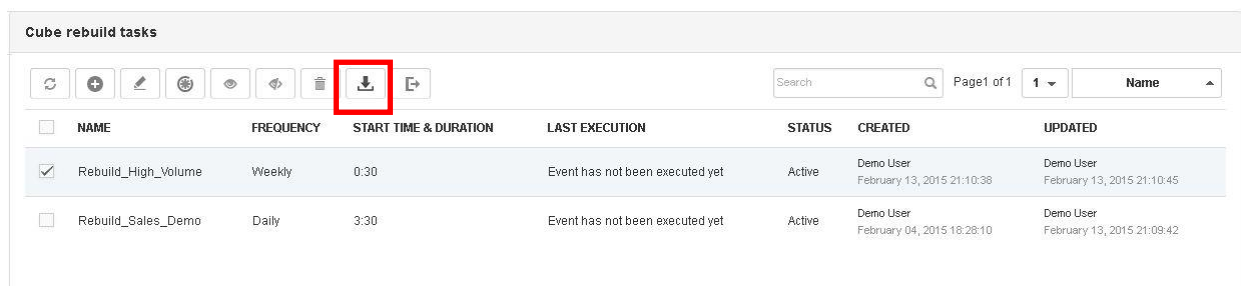 Cube rebuild tasks
Search Page1 of 1 1 Name
NAME FREQUENCY START TIME & DURATION LAST EXECUTION STATUS CREATED UPDATED
Demo User Demo User
Rebuild_High_Volume Weekly 0:30 Event has not been executed yet Active
February 13, 2015 21:10:38 February 13, 2015 21:10:45
Demo User Demo User
Rebuild_Sales_Demo Daily 3:30 Event has not been executed yet Active
February 04, 2015 18:28:10 February 13, 2015 21:09:42